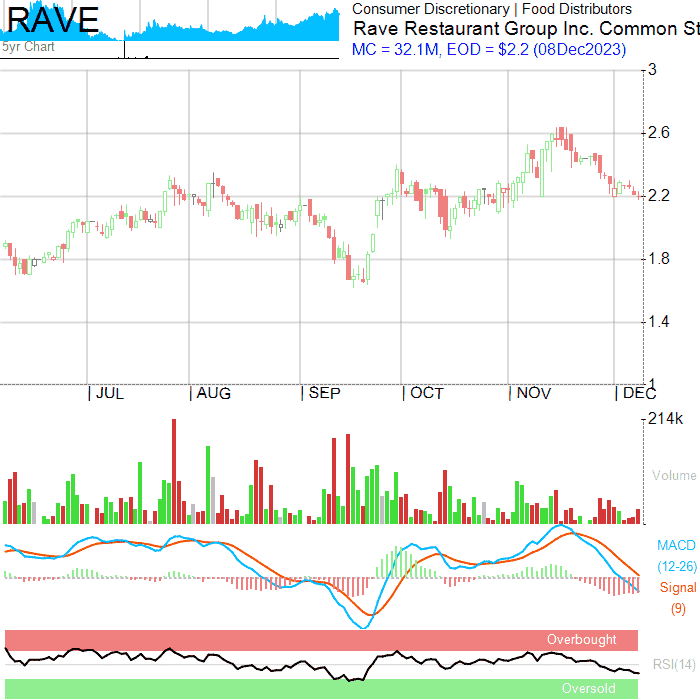 RAVE
5yr Chart
Consumer Discretionary | Food Distributors
Rave Restaurant Group Inc. Common St
MC = 32.1M, EOD = $2.2 (08Dec2023)
3
2.6
2.2
1.8
1.4
1
JUL AUG SEP OCT NOV DEC
214k
Volume
MACD
(12-26)
Signal
(9)
Overbought
RSI(14)
Oversold